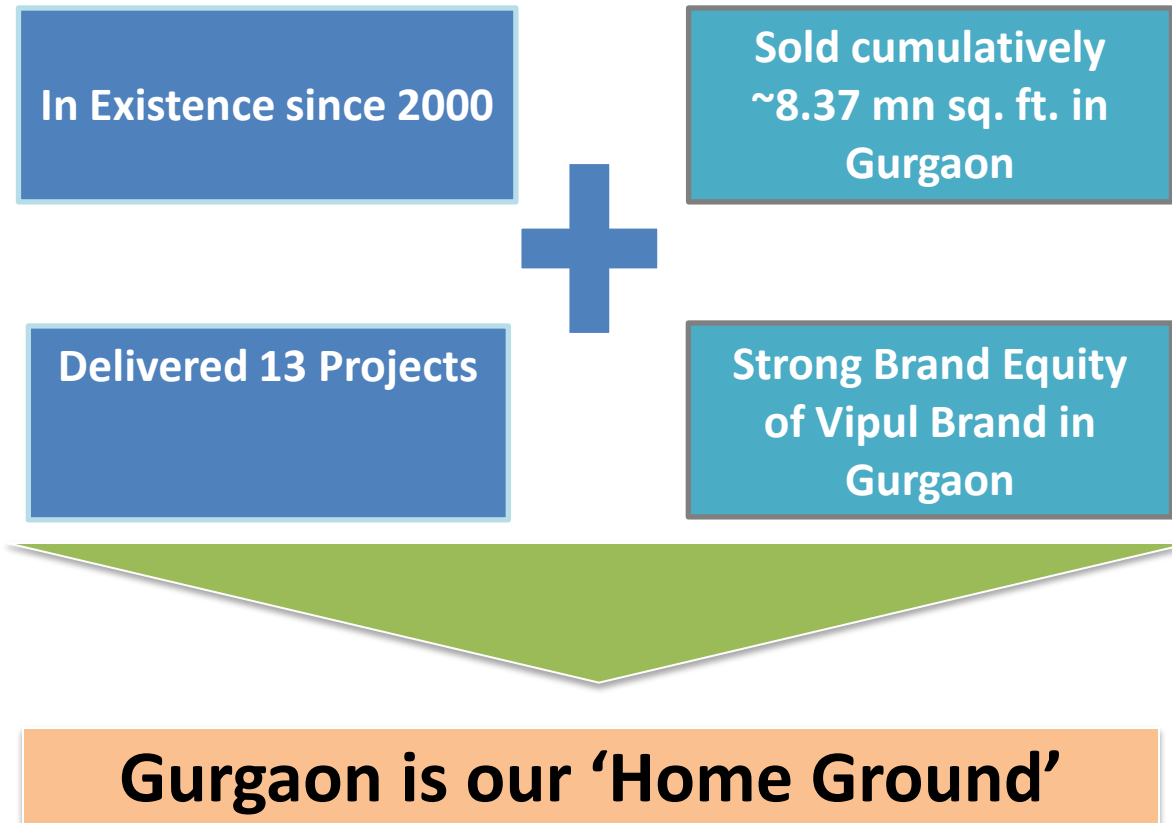 In Existence since 2000
Sold cumulatively
~8.37 mn sq. ft. in
Gurgaon
Delivered 13 Projects
Strong Brand Equity
of Vipul Brand in
Gurgaon
Gurgaon is our ‘Home Ground’